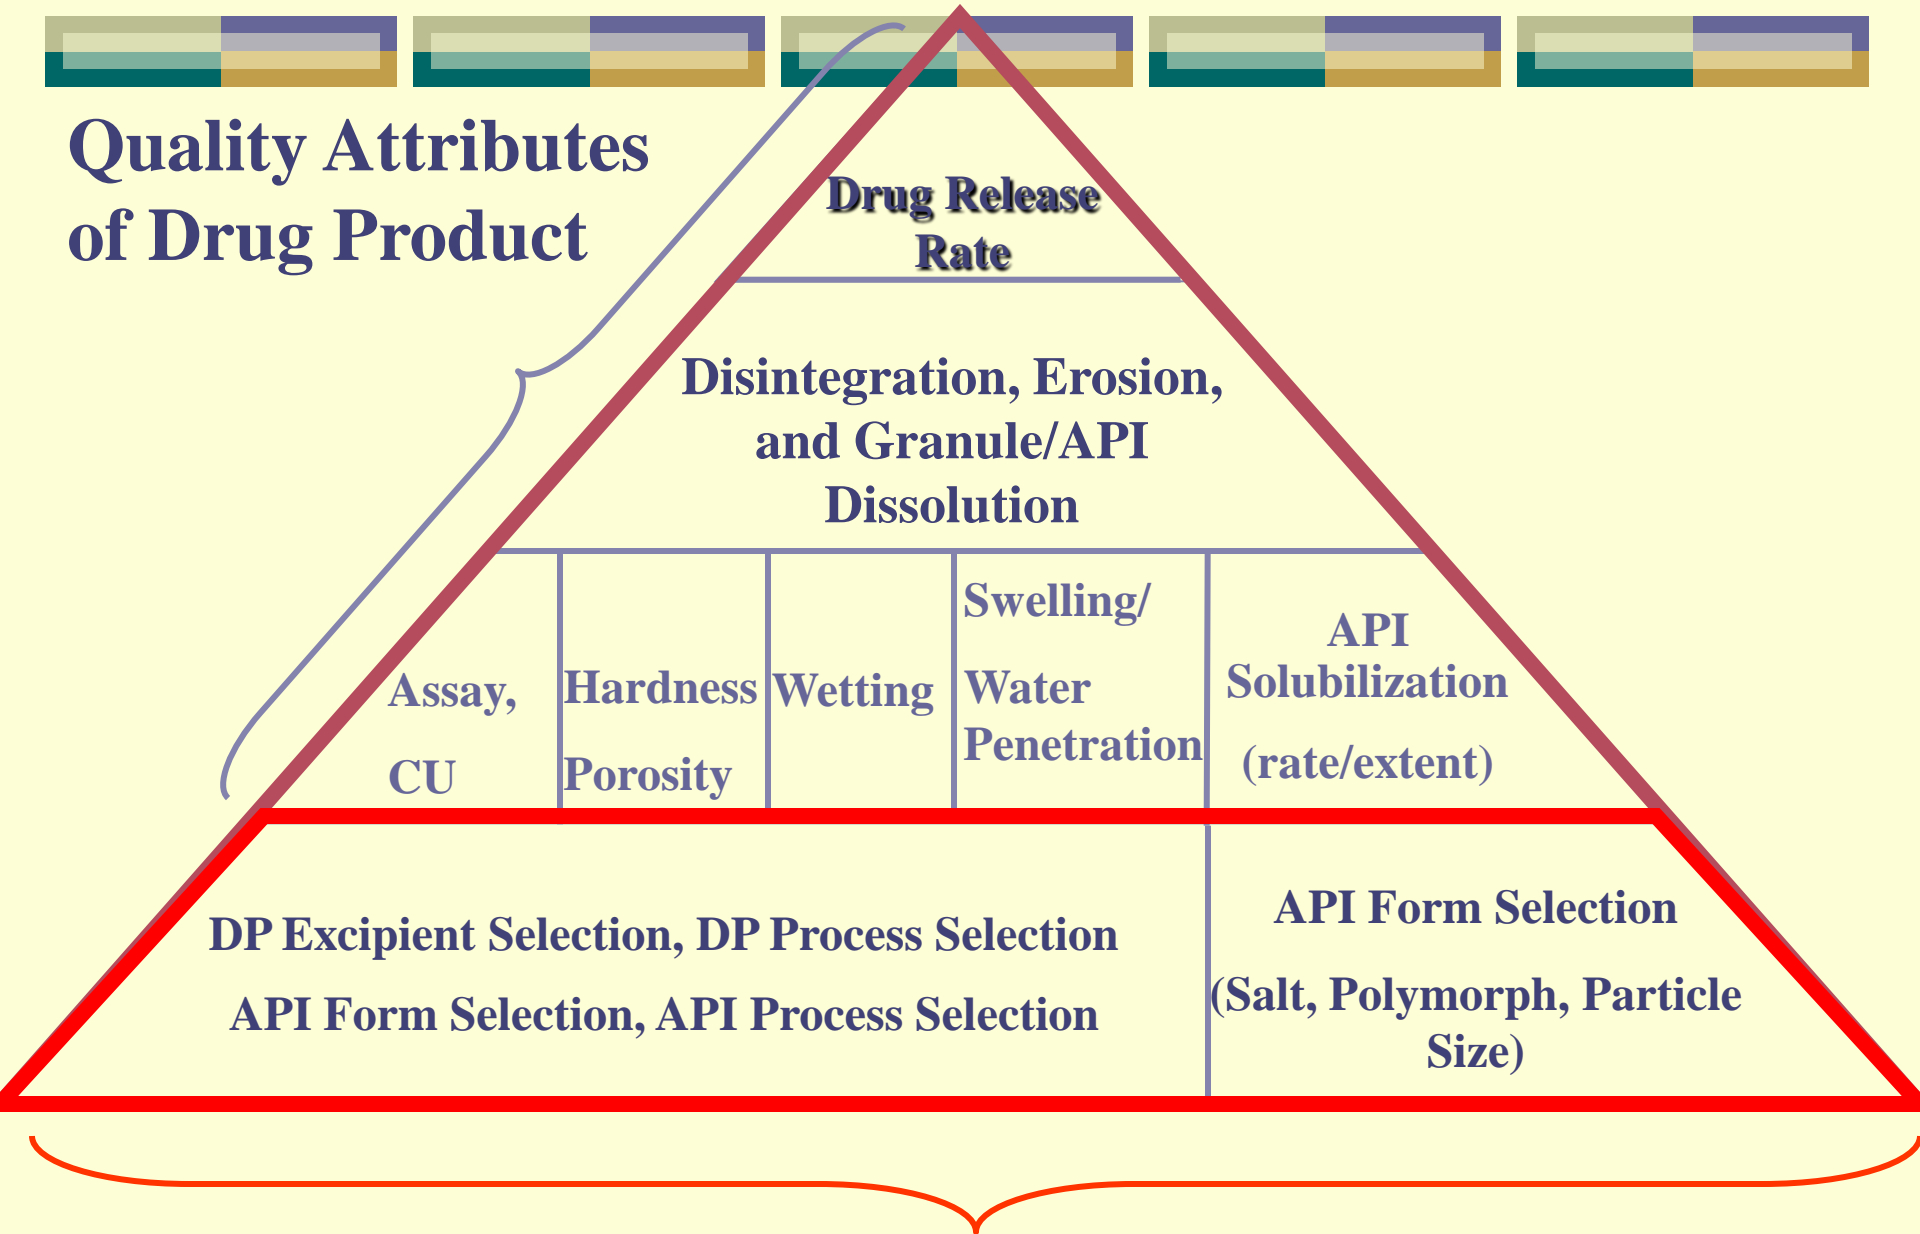 Quality Attributes
of Drug Product
Drug Release
Rate
Disintegration, Erosion,
and Granule/API
Dissolution
Assay,
CU
Hardness
Porosity
Wetting
Swelling/
Water
Penetration
API
Solubilization
(rate/extent)
DP Excipient Selection, DP Process Selection
API Form Selection, API Process Selection
API Form Selection
(Salt, Polymorph, Particle
Size)